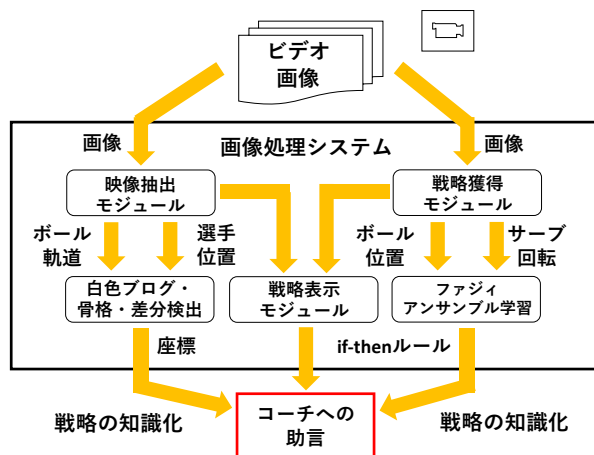 ビデオ
画像
画像
画像処理システム
画像
映像抽出
モジュール
戦略獲得
モジュール
ボール
軌道
選手
位置
ボール
位置
サーブ
回転
白色ブログ・
骨格・差分検出
戦略表示
モジュール
ファジィ
アンサンブル学習
座標
if-thenルール
戦略の知識化
コーチへの
助言
戦略の知識化